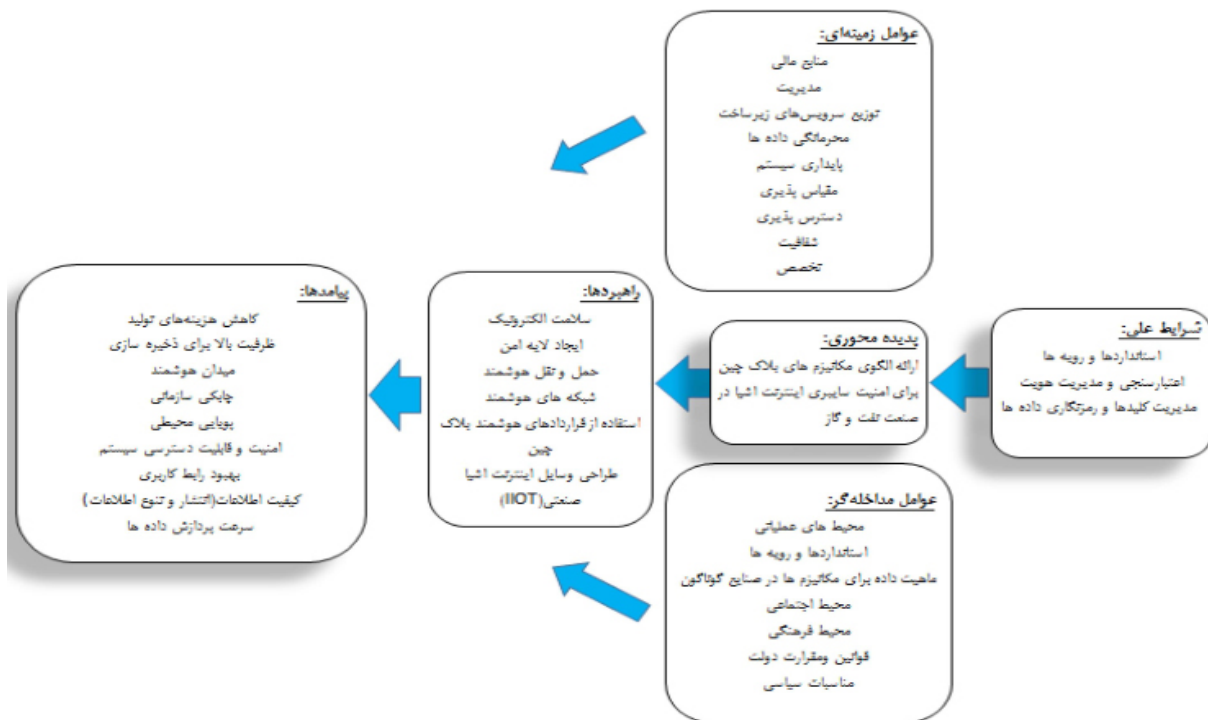 عوامل زمینه‌ای:
منابع مالی
مدیریت
توزیع سرویس‌های زیرساخت
محرمانگی داده ها
پایداری سیستم
مقیاس پذیری
دسترس پذیری
شفافیت
تخصص
شرایط علی:
استانداردها و رویه ها
اعتبارسنجی و مدیریت هویت
مدیریت کلیدها و رمزنگاری داده ها
پدیده محوری:
ارائه الگوی مکانیزم های بلاک چین
برای امنیت سایبری اینترنت اشیا در
صنعت نفت و گاز
راهبردها:
سلامت الکترونیک
ایجاد لایه امن
حمل و نقل هوشمند
شبکه های هوشمند
استفاده از قراردادهای هوشمند بلاک
چین
طراحی وسایل اینترنت اشیا
صنعتی(IIOT)
پیامدها:
کاهش هزینه‌های تولید
ظرفیت بالا برای ذخیره سازی
میدان هوشمند
چابکی سازمانی
پویایی محیطی
امنیت و قابلیت دسترسی سیستم
بهبود رابط کاربری
کیفیت اطلاعات(انتشار و تنوع اطلاعات)
سرعت پردازش داده ها
عوامل مداخله‌گر:
محیط های عملیاتی
استانداردها و رویه ها
ماهیت داده برای مکانیزم ها در صنایع گوناگون
محیط اجتماعی
محیط فرهنگی
قوانین ومقرارت دولت
مناسبات سیاسی